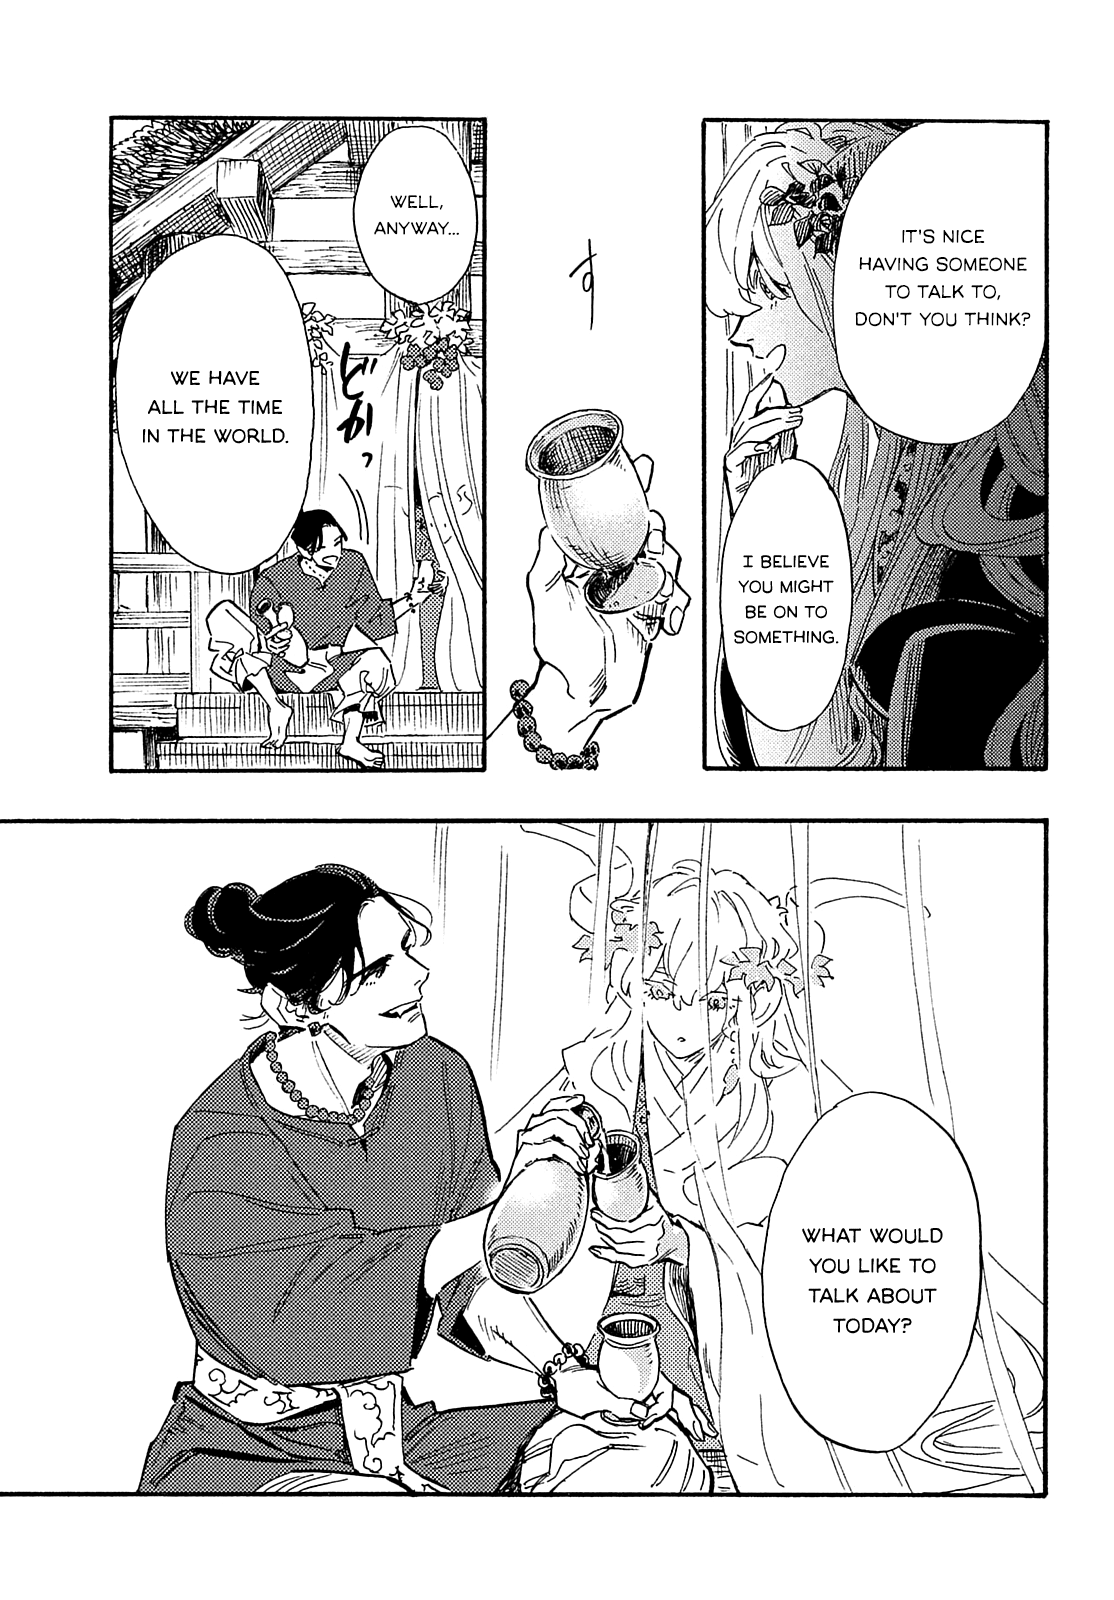 IT'S NICE
HAVING SOMEONE
TO TALK TO,
DON'T YOU THINK?
I BELIEVE
YOU MIGHT
BE ON TO
SOMETHING.
す
WELL,
ANYWAY...
WE HAVE
ALL THE TIME
IN THE WORLD.
どかっ
WHAT WOULD
YOU LIKE TO
TALK ABOUT
TODAY?